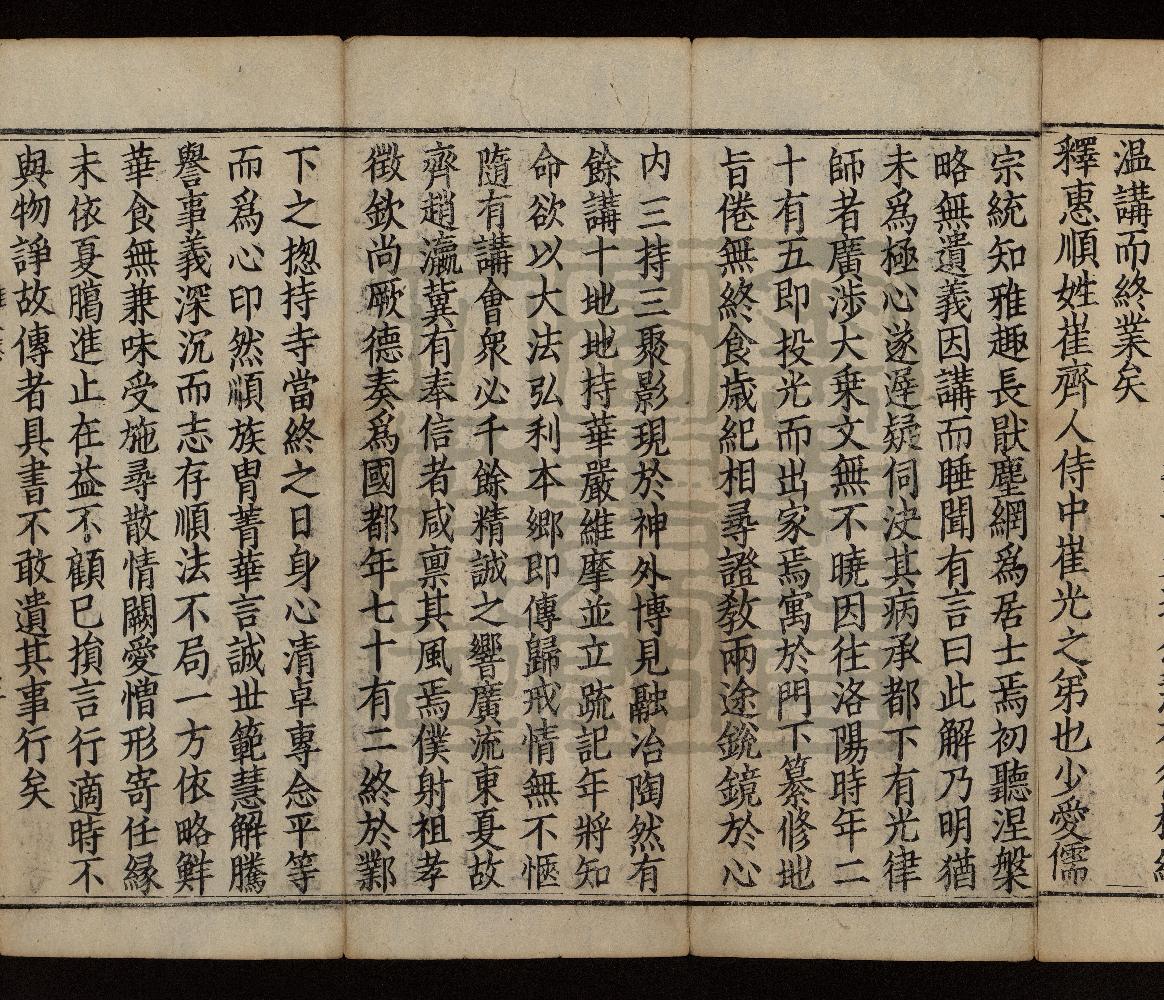 温講而終業矣
釋惠順姓崔齊人侍中崔光之弟也少愛儒
宗統知雅趣長猒塵網爲居士焉初聽涅槃
略無遺義因講而睡聞有言曰此解乃明猶
未爲極心遂遲疑伺決其病承都下有光律
師者廣涉大乗文無不曉因往洛陽時年二
十有五即投光而出家焉寓於門下纂修地
旨倦無終食歳紀相尋證教兩途銳鏡於心
内三持三聚影現於神外博見融冶陶然有
餘講十地地持華嚴維摩並立疏記年將知
命欲以大法弘利本鄉即傳歸戒情無不愜
隨有講會衆必千餘精誠之響廣流東夏故
齊趙瀛冀有奉信者咸禀其風焉僕射祖孝
徵欽尚厥德奏爲國都年七十有二終於鄴
下之揔持寺當終之日身心清卓專念平等
而爲心印然順族胄菁華言誠世範慧解騰
譽事義深沉而志存順法不局一方依略鮮
華食無兼味受施尋散情闕愛憎形寄任縁
末依夏臈進止在益不顧已損言行適時不
與物諍故傳者具書不敢遺其事行矣